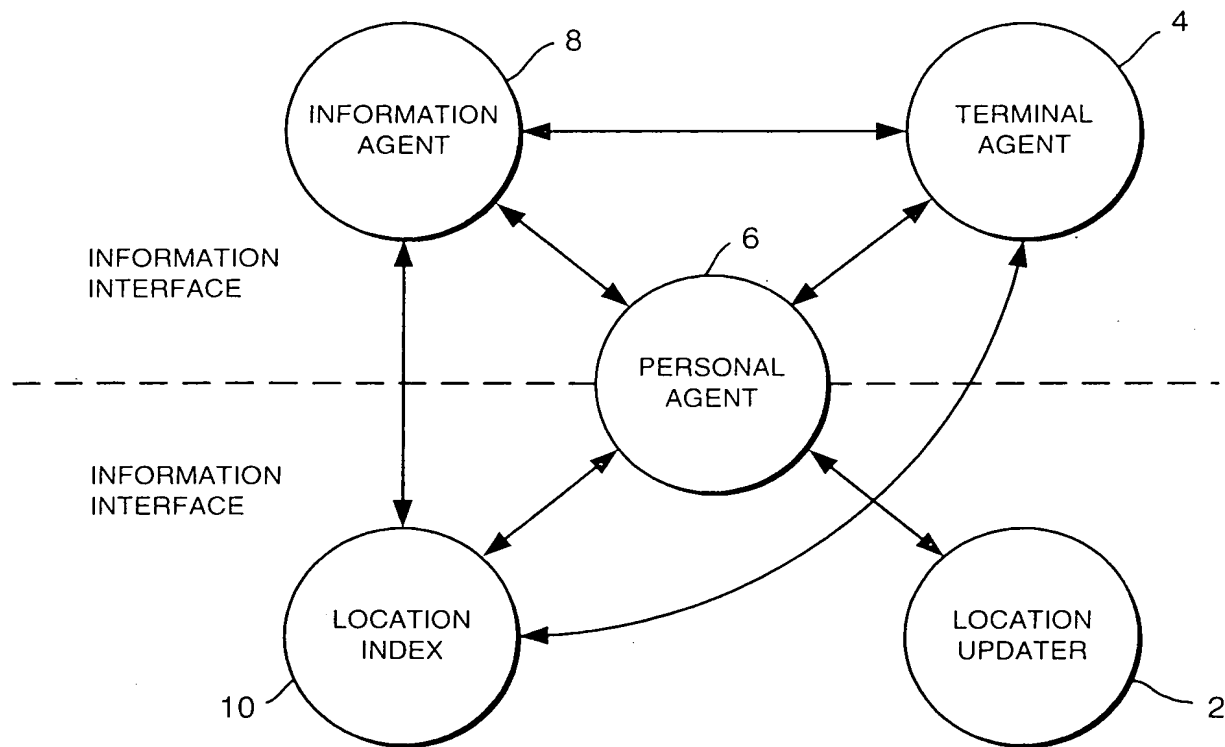 8
4
INFORMATION
AGENT
TERMINAL
AGENT
6
INFORMATION
INTERFACE
PERSONAL
AGENT
INFORMATION
INTERFACE
LOCATION
INDEX
LOCATION
UPDATER
10
2